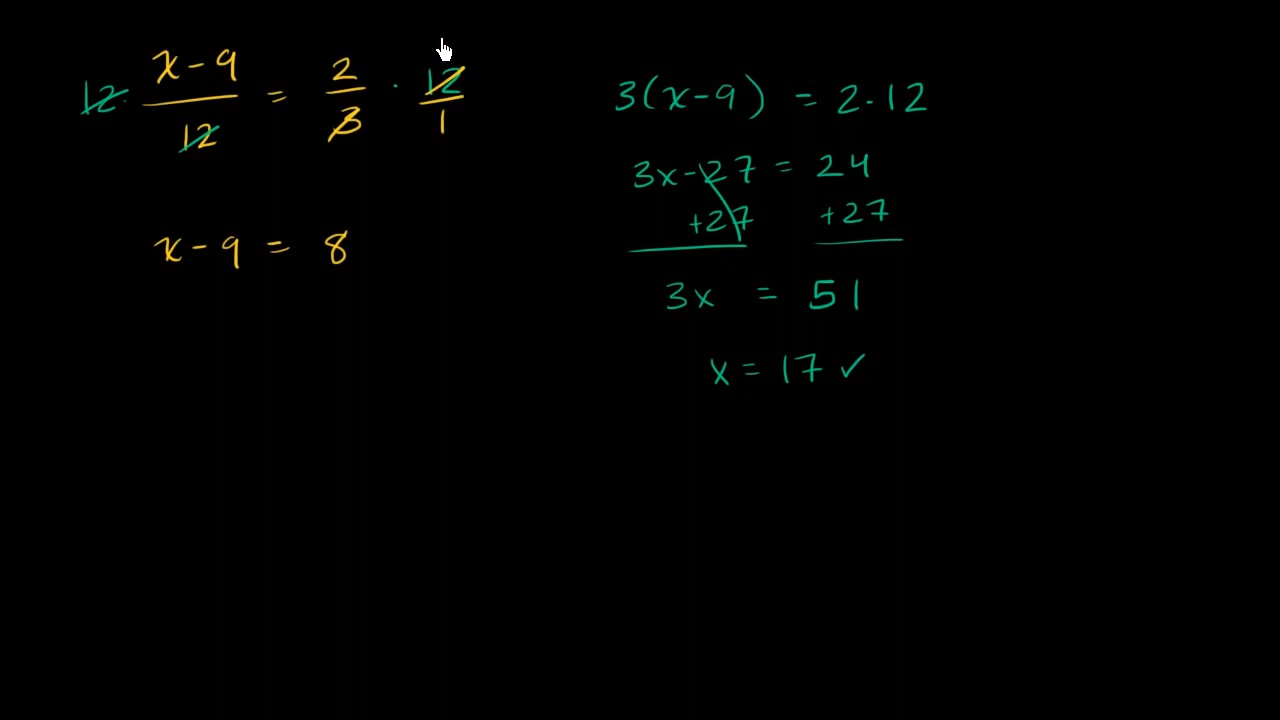 12 · x - 9 / 12 = 2 / 3 · 12 / 1
x - 9 = 8
3(x-9) = 2·12
3x-27 = 24
+27 +27
3x = 51
x = 17 ✓